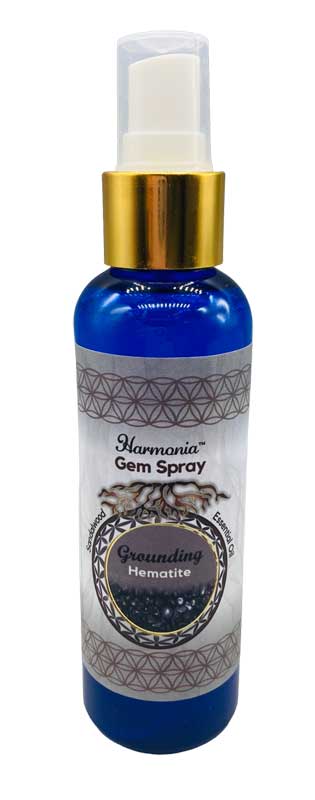 Harmonia™
Gem Spray
Sandalwood
Essential Oil
Grounding
Hematite